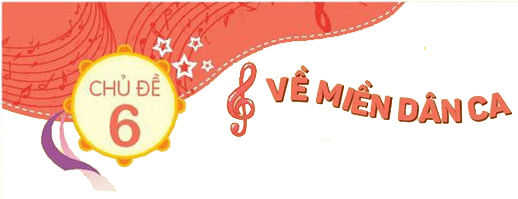 CHỦ ĐỀ
6
VỀ MIỀN DÂN CA